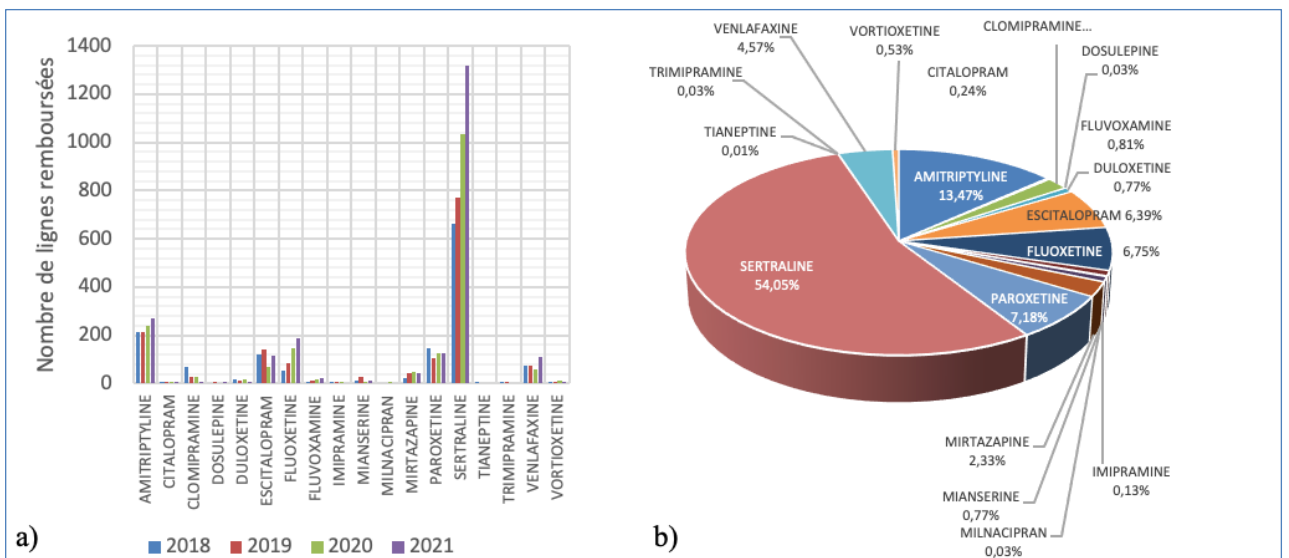 Nombre de lignes remboursées
1400
1200
1000
800
600
400
200
0
AMITRIPTYLINE
CITALOPRAM
CLOMIPRAMINE
DOSULEPINE
DULOXETINE
ESCITALOPRAM
FLUOXETINE
FLUVOXAMINE
IMIPRAMINE
MIANSERINE
MILNACIPRAN
MIRTAZAPINE
PAROXETINE
SERTRALINE
TIANEPTINE
TRIMIPRAMINE
VENLAFAXINE
VORTIOXETINE
a)
2018
2019
2020
2021
VENLAFAXINE
4,57%
VORTIOXETINE
0,53%
CLOMIPRAMINE...
CITALOPRAM
0,24%
DOSULEPINE
0,03%
TRIMIPRAMINE
0,03%
TIANEPTINE
0,01%
FLUVOXAMINE
0,81%
DULOXETINE
0,77%
AMITRIPTYLINE
13,47%
ESCITALOPRAM 6,39%
FLUOXETINE 6,75%
SERTRALINE
54,05%
PAROXETINE
7,18%
MIRTAZAPINE
2,33%
IMIPRAMINE
0,13%
MIANSERINE
0,77%
MILNACIPRAN
0,03%
b)